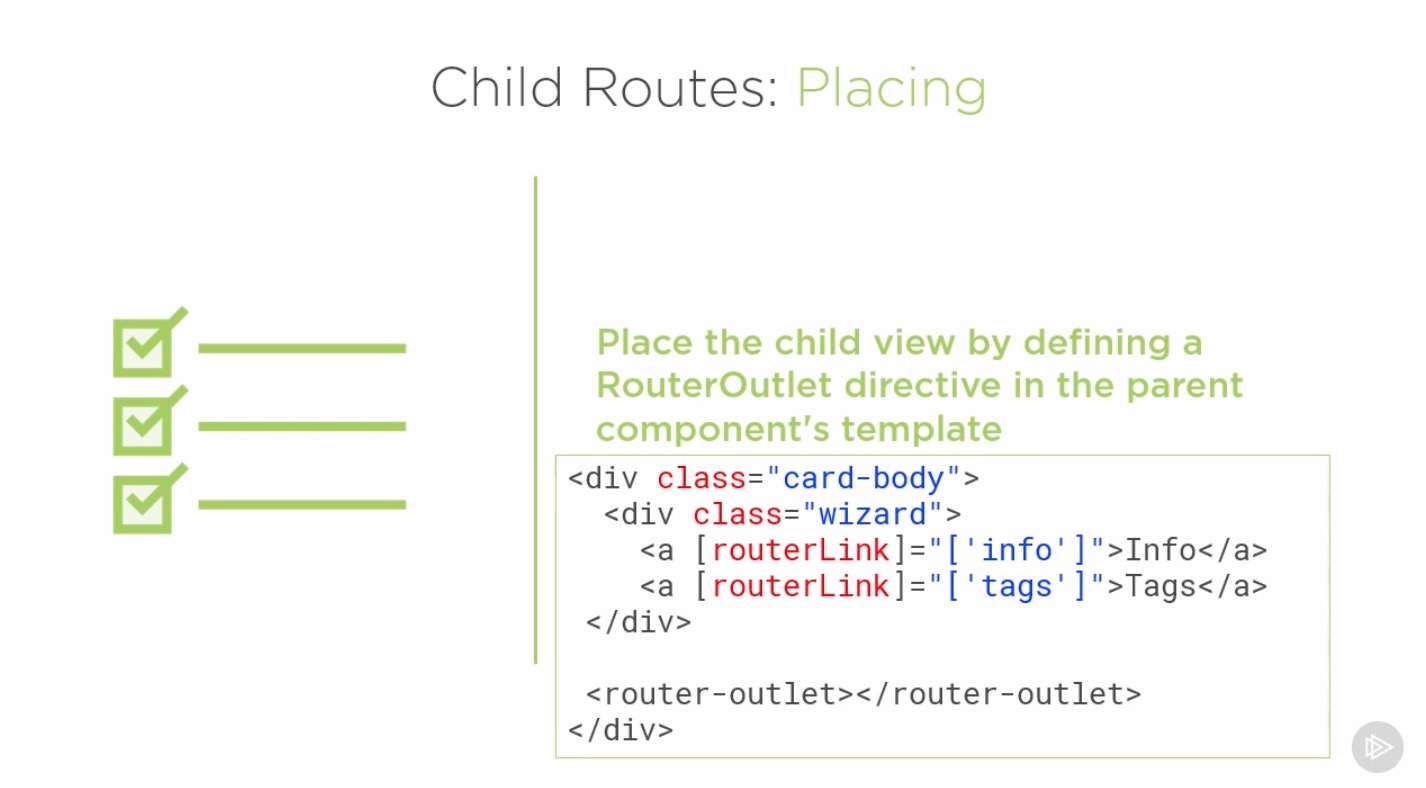 Child Routes: Placing
Place the child view by defining a
RouterOutlet directive in the parent
component's template
<div class="card-body">
  <div class="wizard">
    <a [routerLink]="['info']">Info</a>
    <a [routerLink]="['tags']">Tags</a>
 </div>
 <router-outlet></router-outlet>
</div>